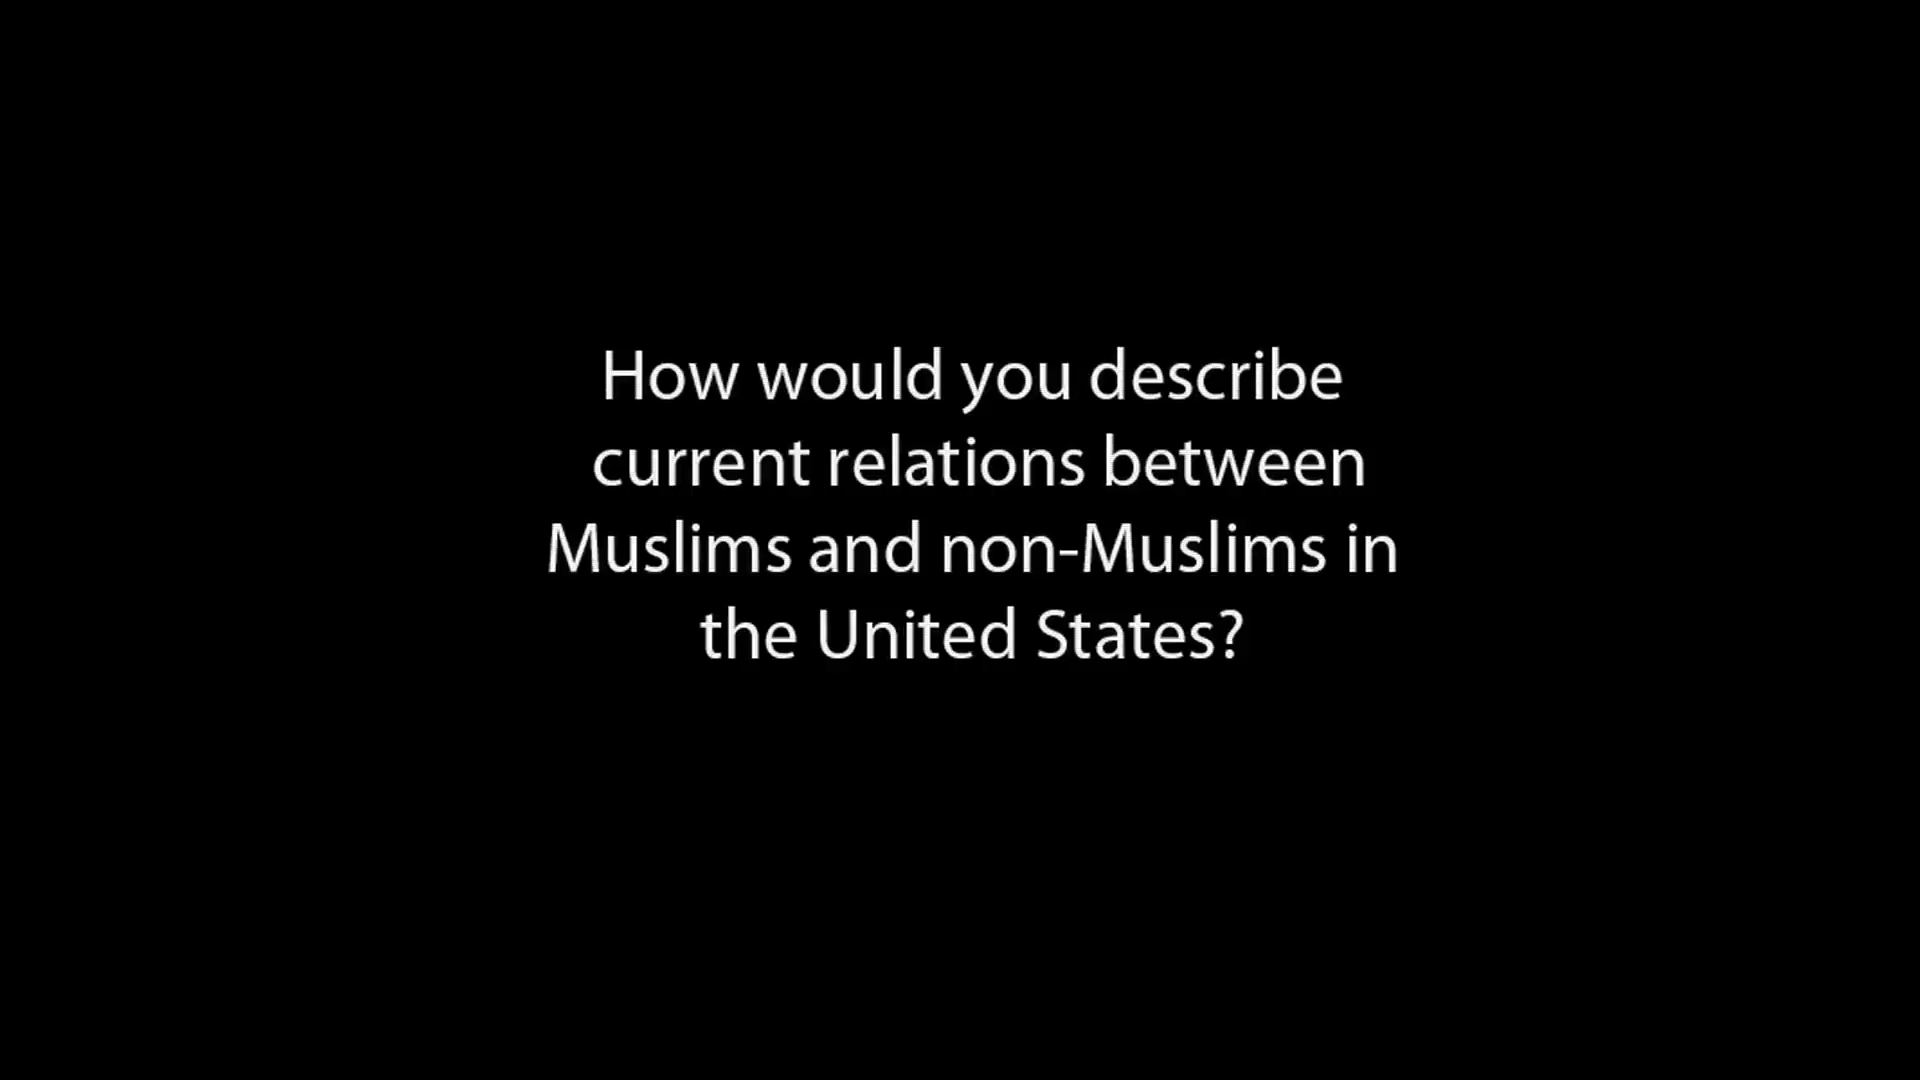 How would you describe
current relations between
Muslims and non-Muslims in
the United States?